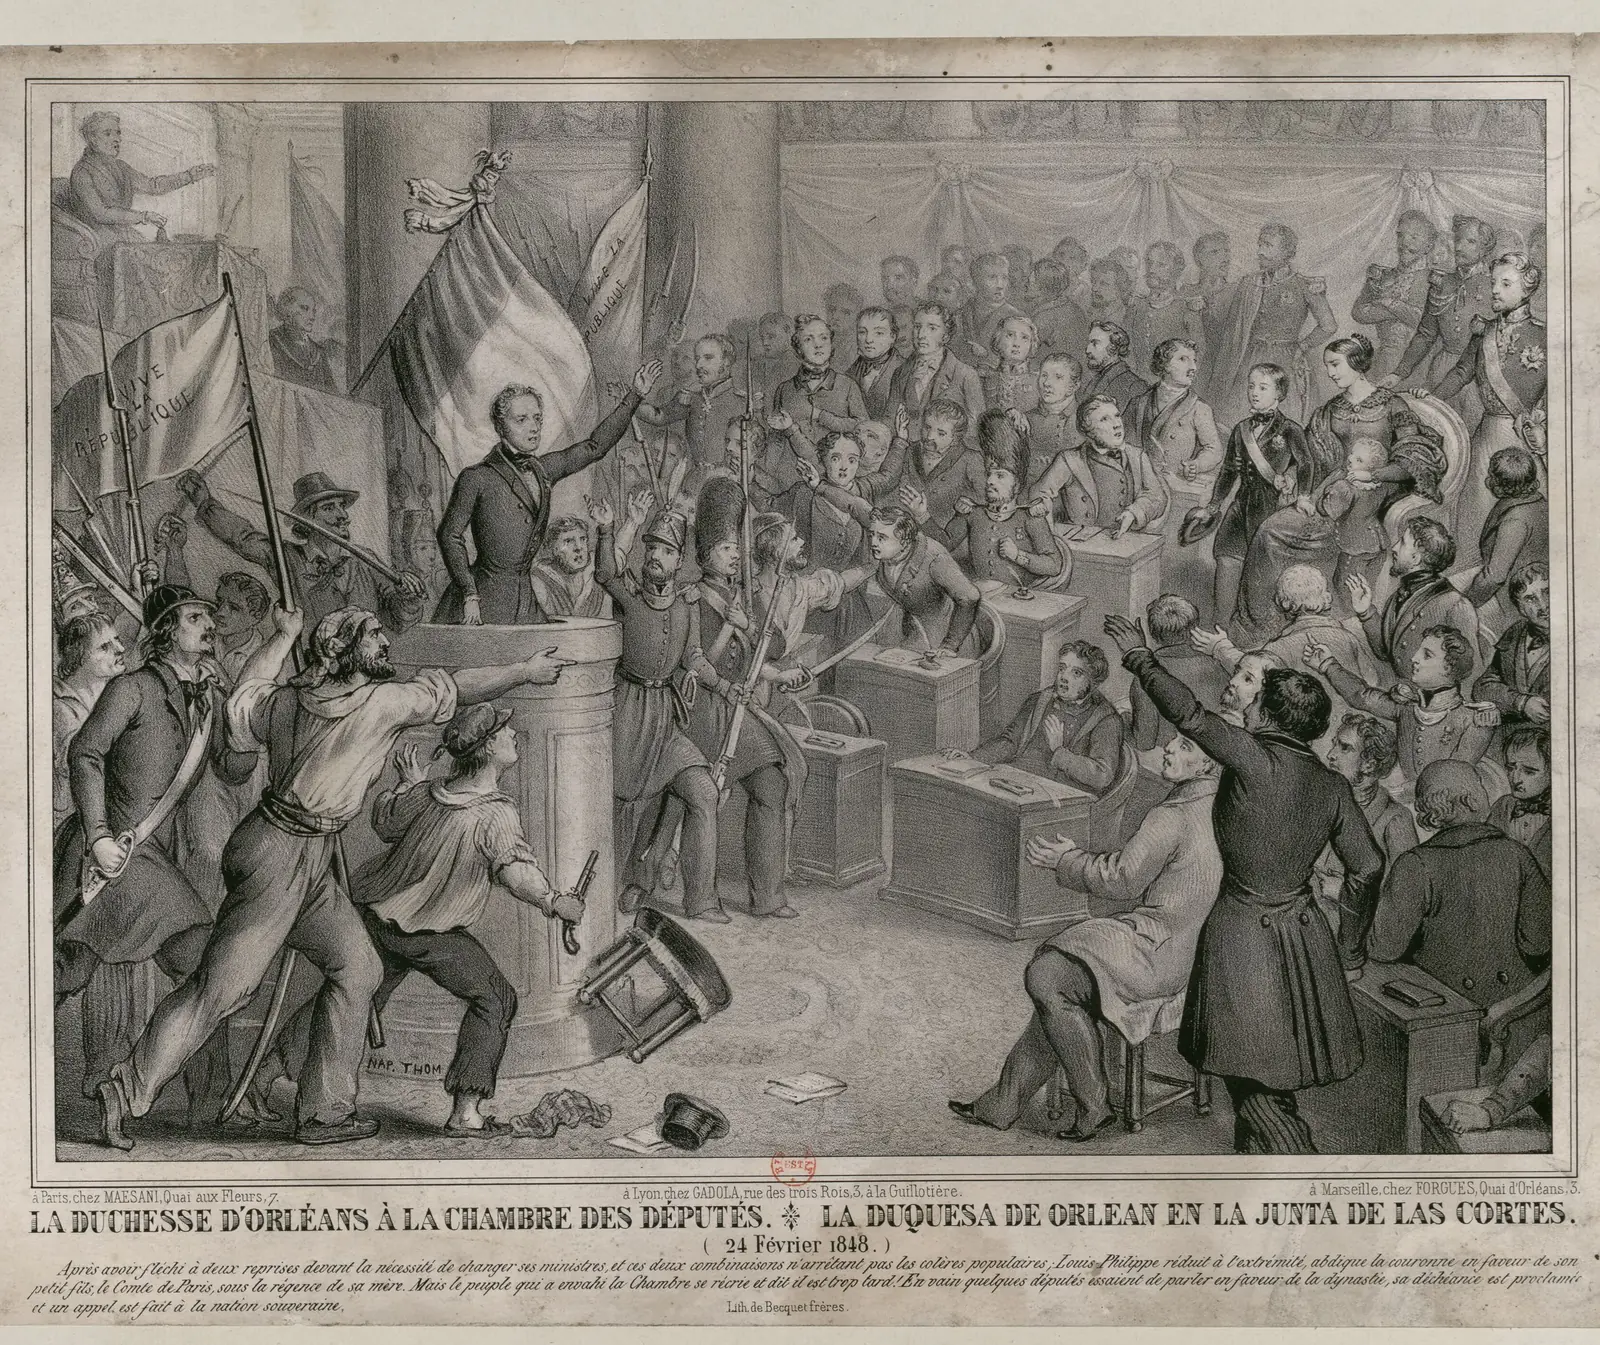 VIVE
LA
RÉPUBLIQUE
LA
PUBLIQUE
NAP. THOM
EST
à Paris, chez MAESANI, Quai aux Fleurs, 7.
à Lyon, chez GADOLA, rue des trois Rois, 3, à la Guillotière.
à Marseille, chez FORGUES, Quai d'Orléans, 3.
LA DUCHESSE D'ORLÉANS À LA CHAMBRE DES DÉPUTÉS. LA DUQUESA DE ORLEAN EN LA JUNTA DE LAS CORTES.
( 24 Février 1848. )
Après avoir fléchi à deux reprises devant la nécessité de changer ses ministres, et ces deux combinaisons n'arrêtant pas les colères populaires, Louis-Philippe réduit à l'extrémité, abdique la couronne en faveur de son
petit fils, le Comte de Paris, sous la régence de sa mère. Mais le peuple qui a envahi la Chambre se récrie et dit il est trop tard! En vain quelques députés essaient de parler en faveur de la dynastie, sa déchéance est proclamée
et un appel est fait à la nation souveraine.
Lith. de Becquet frères.